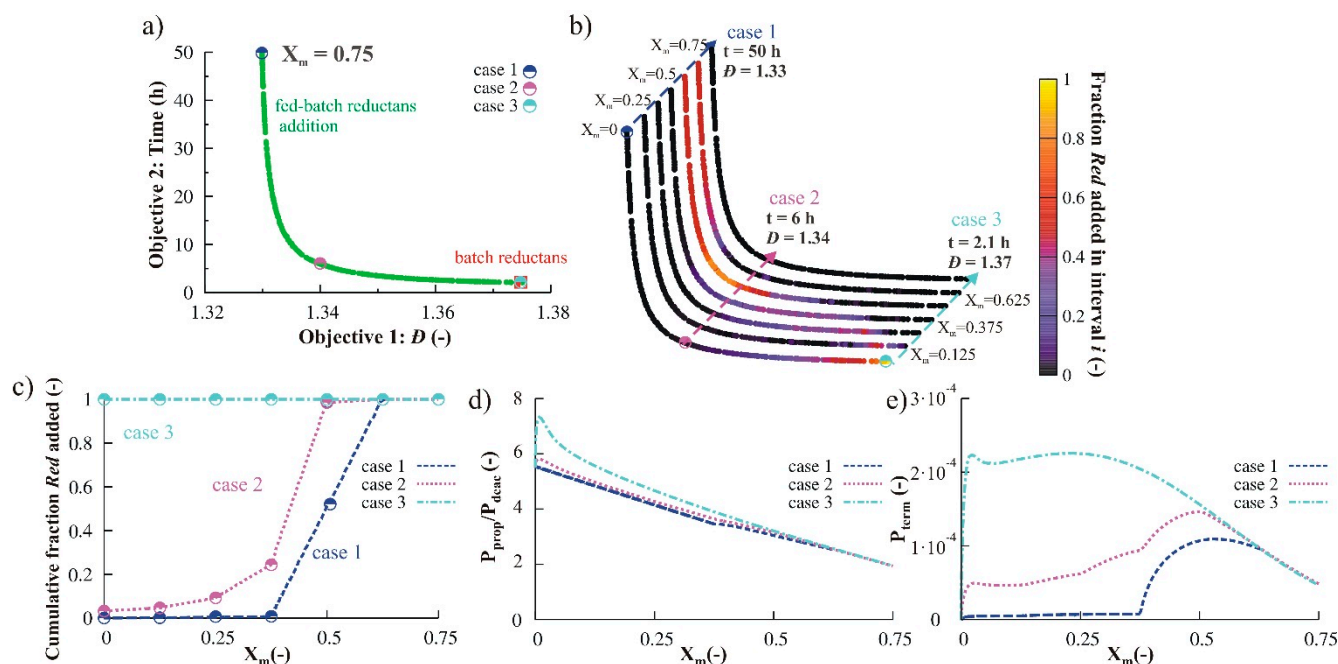 a)
50
40
30
20
10
0
Objective 2: Time (h)
X_m = 0.75
fed-batch reductans
addition
batch reductans
case 1
case 2
case 3
1.32
1.34
1.36
1.38
Objective 1: Đ (-)
b)
case 1
t = 50 h
Đ = 1.33
X_m=0.75
X_m=0.5
X_m=0.25
X_m=0
case 2
t = 6 h
Đ = 1.34
case 3
t = 2.1 h
Đ = 1.37
X_m=0.625
X_m=0.375
X_m=0.125
1
0.8
0.6
0.4
0.2
0
Fraction Red added in interval i (-)
c)
1
0.8
0.6
0.4
0.2
0
Cumulative fraction Red added (-)
case 3
case 2
case 1
case 1
case 2
case 3
0
0.25
0.5
0.75
X_m(-)
d)
8
6
4
2
0
P_prop/P_deac (-)
case 1
case 2
case 3
0
0.25
0.5
0.75
X_m(-)
e)
3·10^-4
2·10^-4
1·10^-4
0
P_term (-)
case 1
case 2
case 3
0
0.25
0.5
0.75
X_m(-)